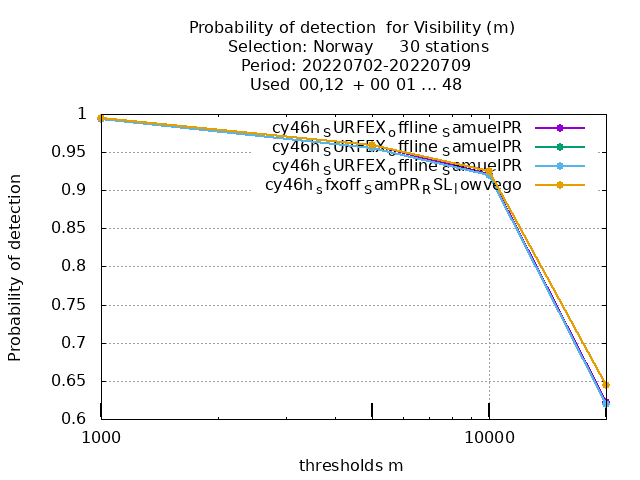 Probability of detection for Visibility (m)
Selection: Norway 30 stations
Period: 20220702-20220709
Used 00,12 + 00 01 ... 48
Probability of detection
1
0.95
0.9
0.85
0.8
0.75
0.7
0.65
0.6
cy46h_SURFEX_offline_SamuelPR
cy46h_SURFEX_offline_SamuelPR
cy46h_SURFEX_offline_SamuelPR
cy46h_sfxoff_SamPR_RSL_lowvego
1000
10000
thresholds m